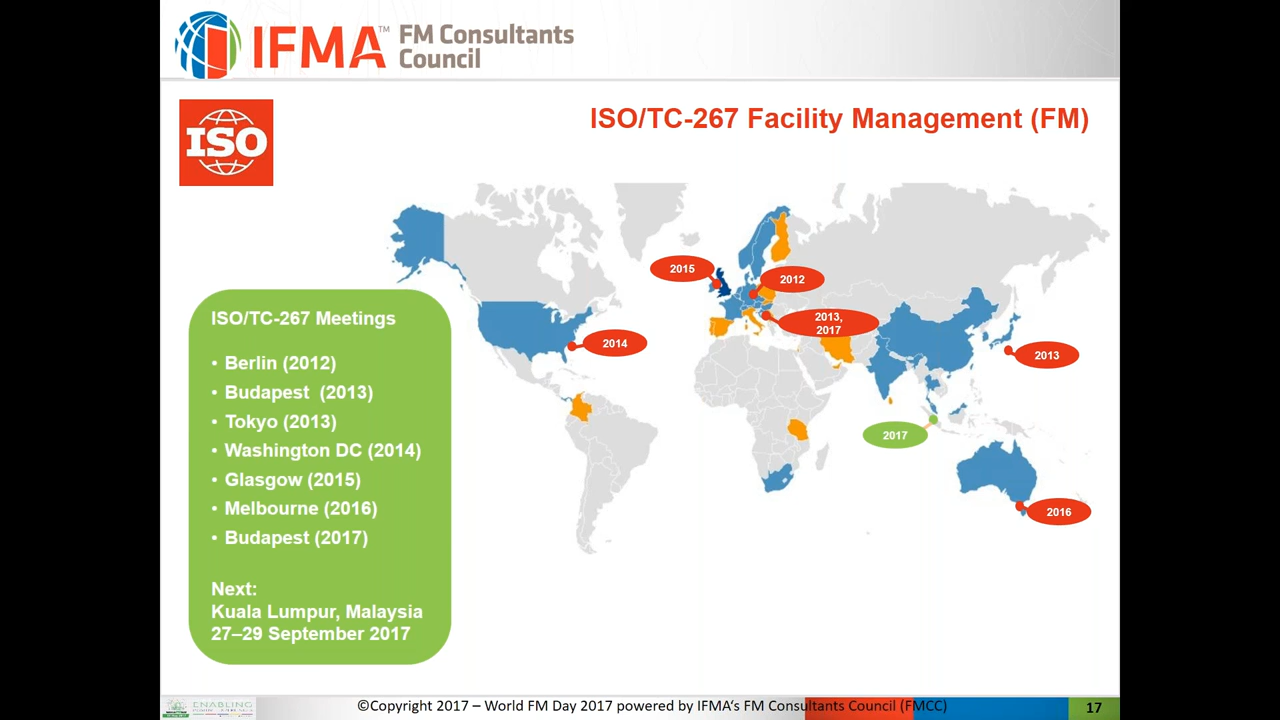 IFMA™ FM Consultants
Council
ISO
ISO/TC-267 Facility Management (FM)
2015
2012
2013,
2017
2014
2013
2017
2016
ISO/TC-267 Meetings
• Berlin (2012)
• Budapest (2013)
• Tokyo (2013)
• Washington DC (2014)
• Glasgow (2015)
• Melbourne (2016)
• Budapest (2017)
Next:
Kuala Lumpur, Malaysia
27–29 September 2017
ENABLING
©Copyright 2017 – World FM Day 2017 powered by IFMA‘s FM Consultants Council (FMCC)
17